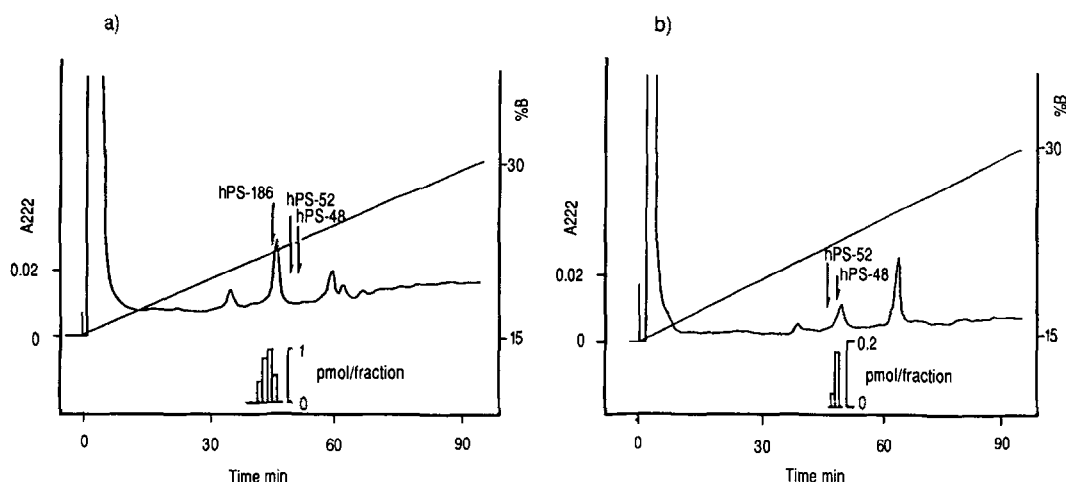 a)
%B
30
hPS-186
hPS-52
hPS-48
A222
0.02
0
15
1
pmol/fraction
0
0
30
60
90
Time min
b)
%B
30
hPS-52
hPS-48
A222
0.02
0
15
0.2
pmol/fraction
0
0
30
60
90
Time min